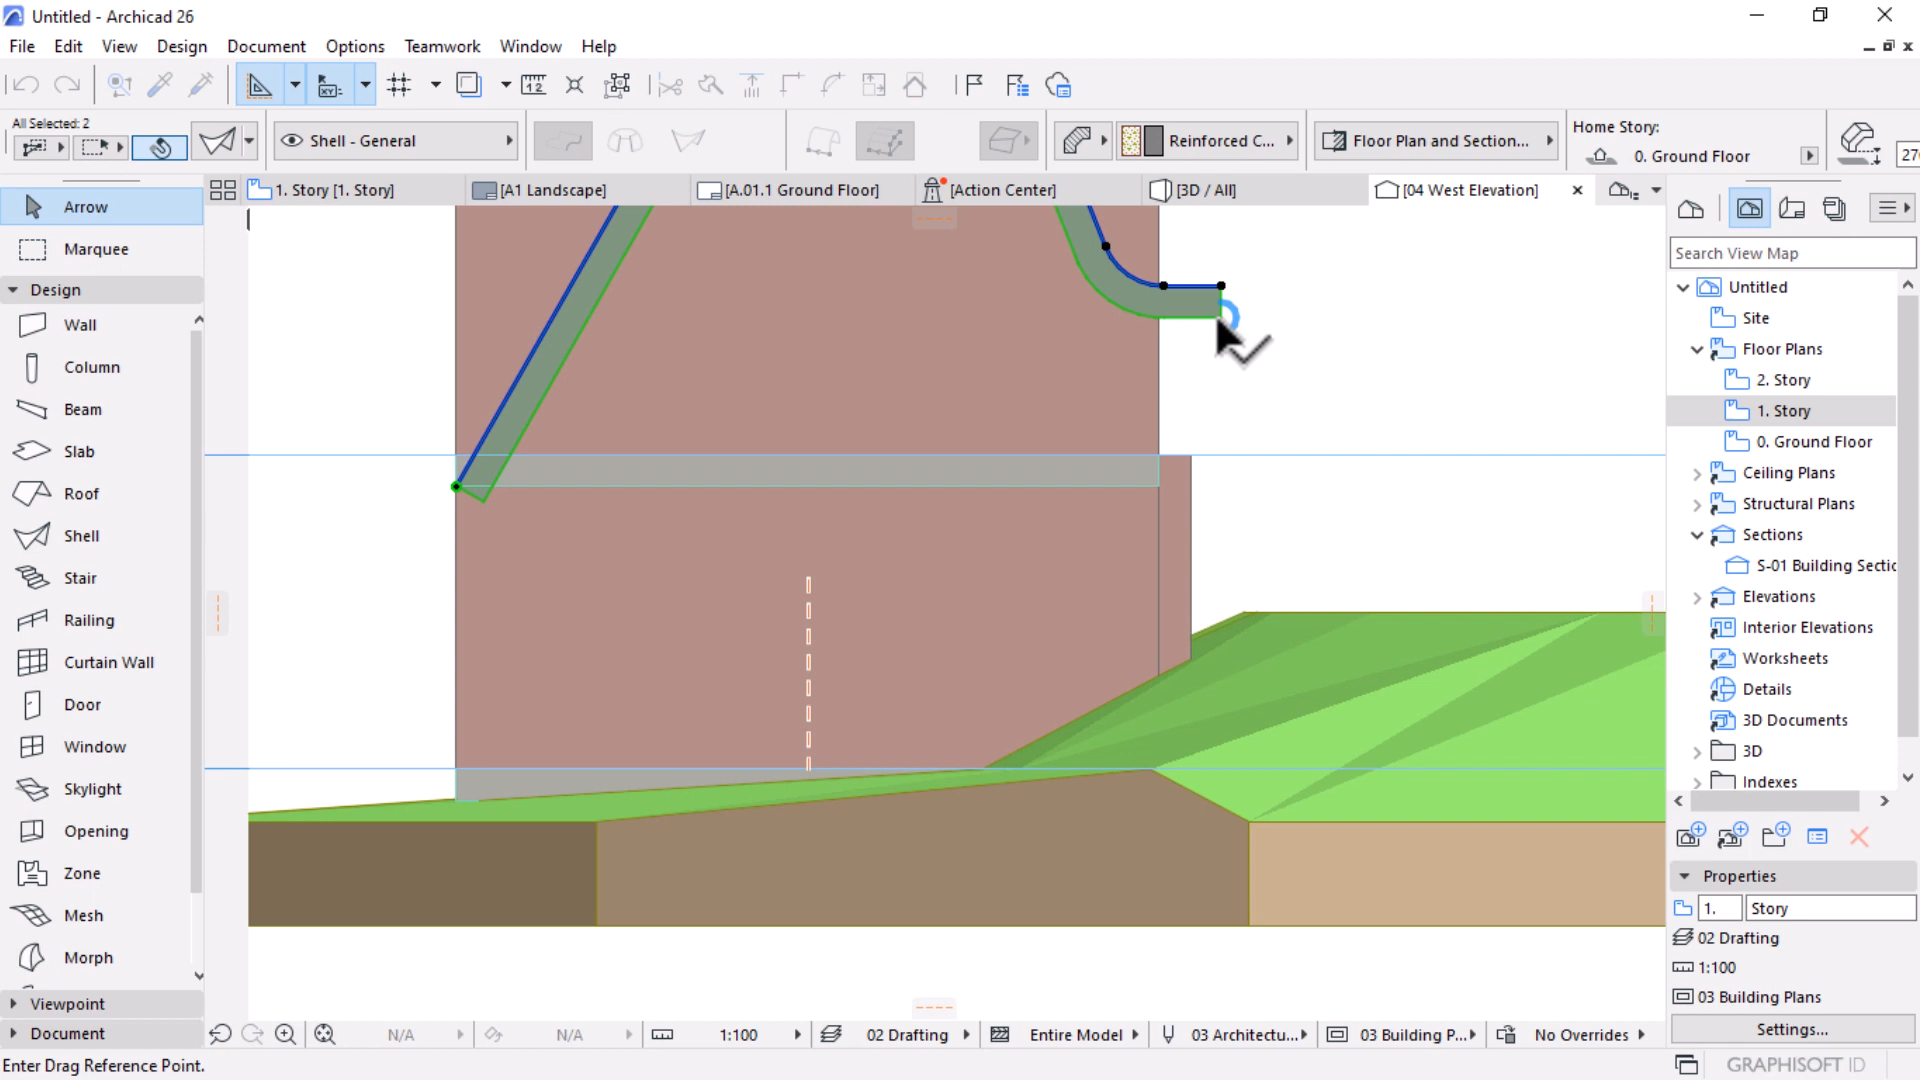 Untitled - Archicad 26
File Edit View Design Document Options Teamwork Window Help
All Selected: 2
Shell - General
Reinforced C...
Floor Plan and Section...
Home Story:
0. Ground Floor
1. Story [1. Story]
[A1 Landscape]
[A.01.1 Ground Floor]
[Action Center]
[3D / All]
[04 West Elevation]
Arrow
Marquee
Design
Wall
Column
Beam
Slab
Roof
Shell
Stair
Railing
Curtain Wall
Door
Window
Skylight
Opening
Zone
Mesh
Morph
Viewpoint
Document
Search View Map
Untitled
Site
Floor Plans
2. Story
1. Story
0. Ground Floor
Ceiling Plans
Structural Plans
Sections
S-01 Building Sectic
Elevations
Interior Elevations
Worksheets
Details
3D Documents
3D
Indexes
Properties
1. Story
02 Drafting
1:100
03 Building Plans
Settings...
N/A
N/A
1:100
02 Drafting
Entire Model
03 Architectu...
03 Building P...
No Overrides
Enter Drag Reference Point.
GRAPHISOFT ID